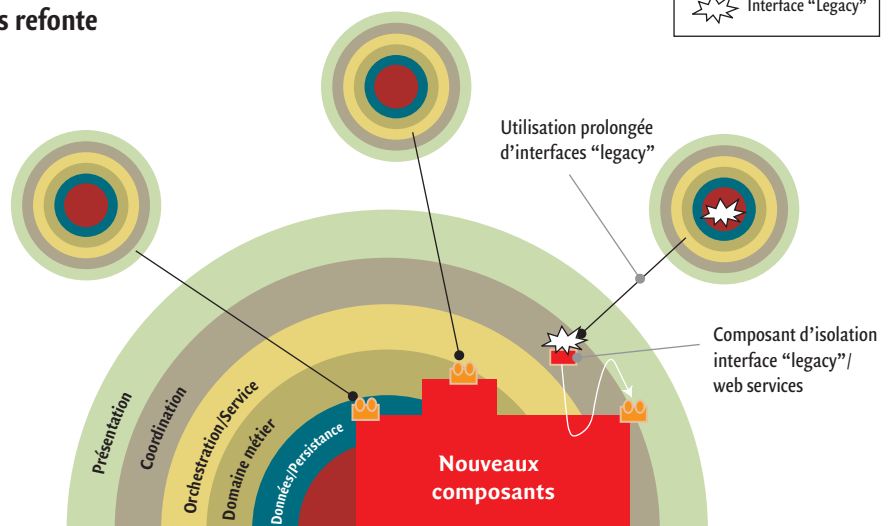 s refonte
Interface “Legacy”
Utilisation prolongée
d’interfaces “legacy”
Composant d’isolation
interface “legacy”/
web services
Présentation
Coordination
Orchestration/Service
Domaine métier
Données/Persistance
Nouveaux
composants